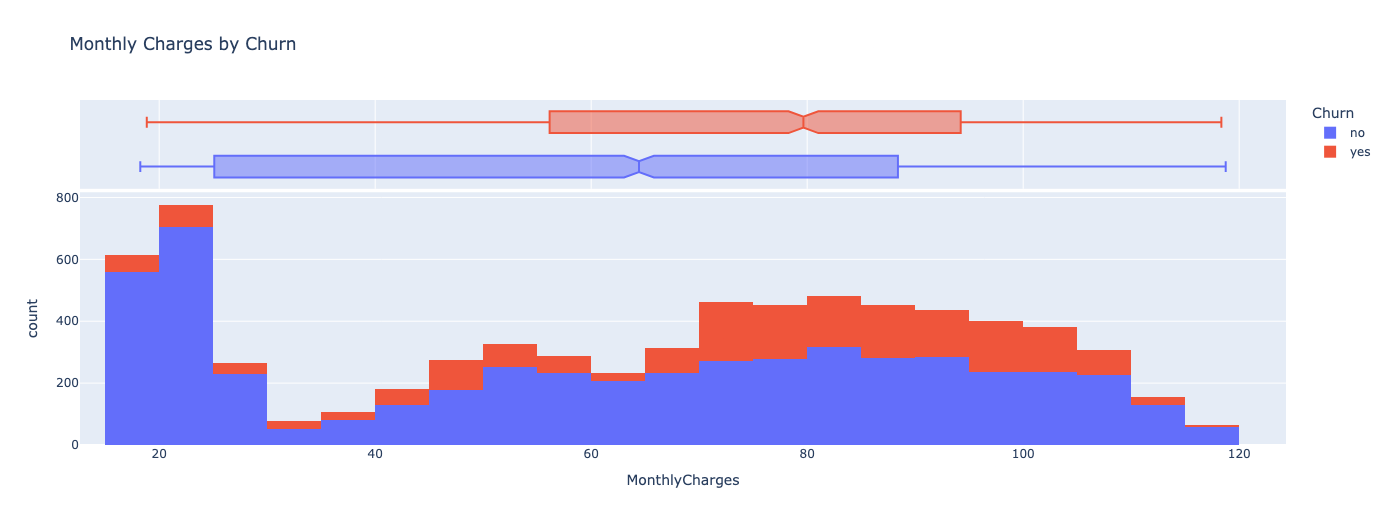 Monthly Charges by Churn
Churn
no
yes
800
600
400
200
0
count
20 40 60 80 100 120
MonthlyCharges